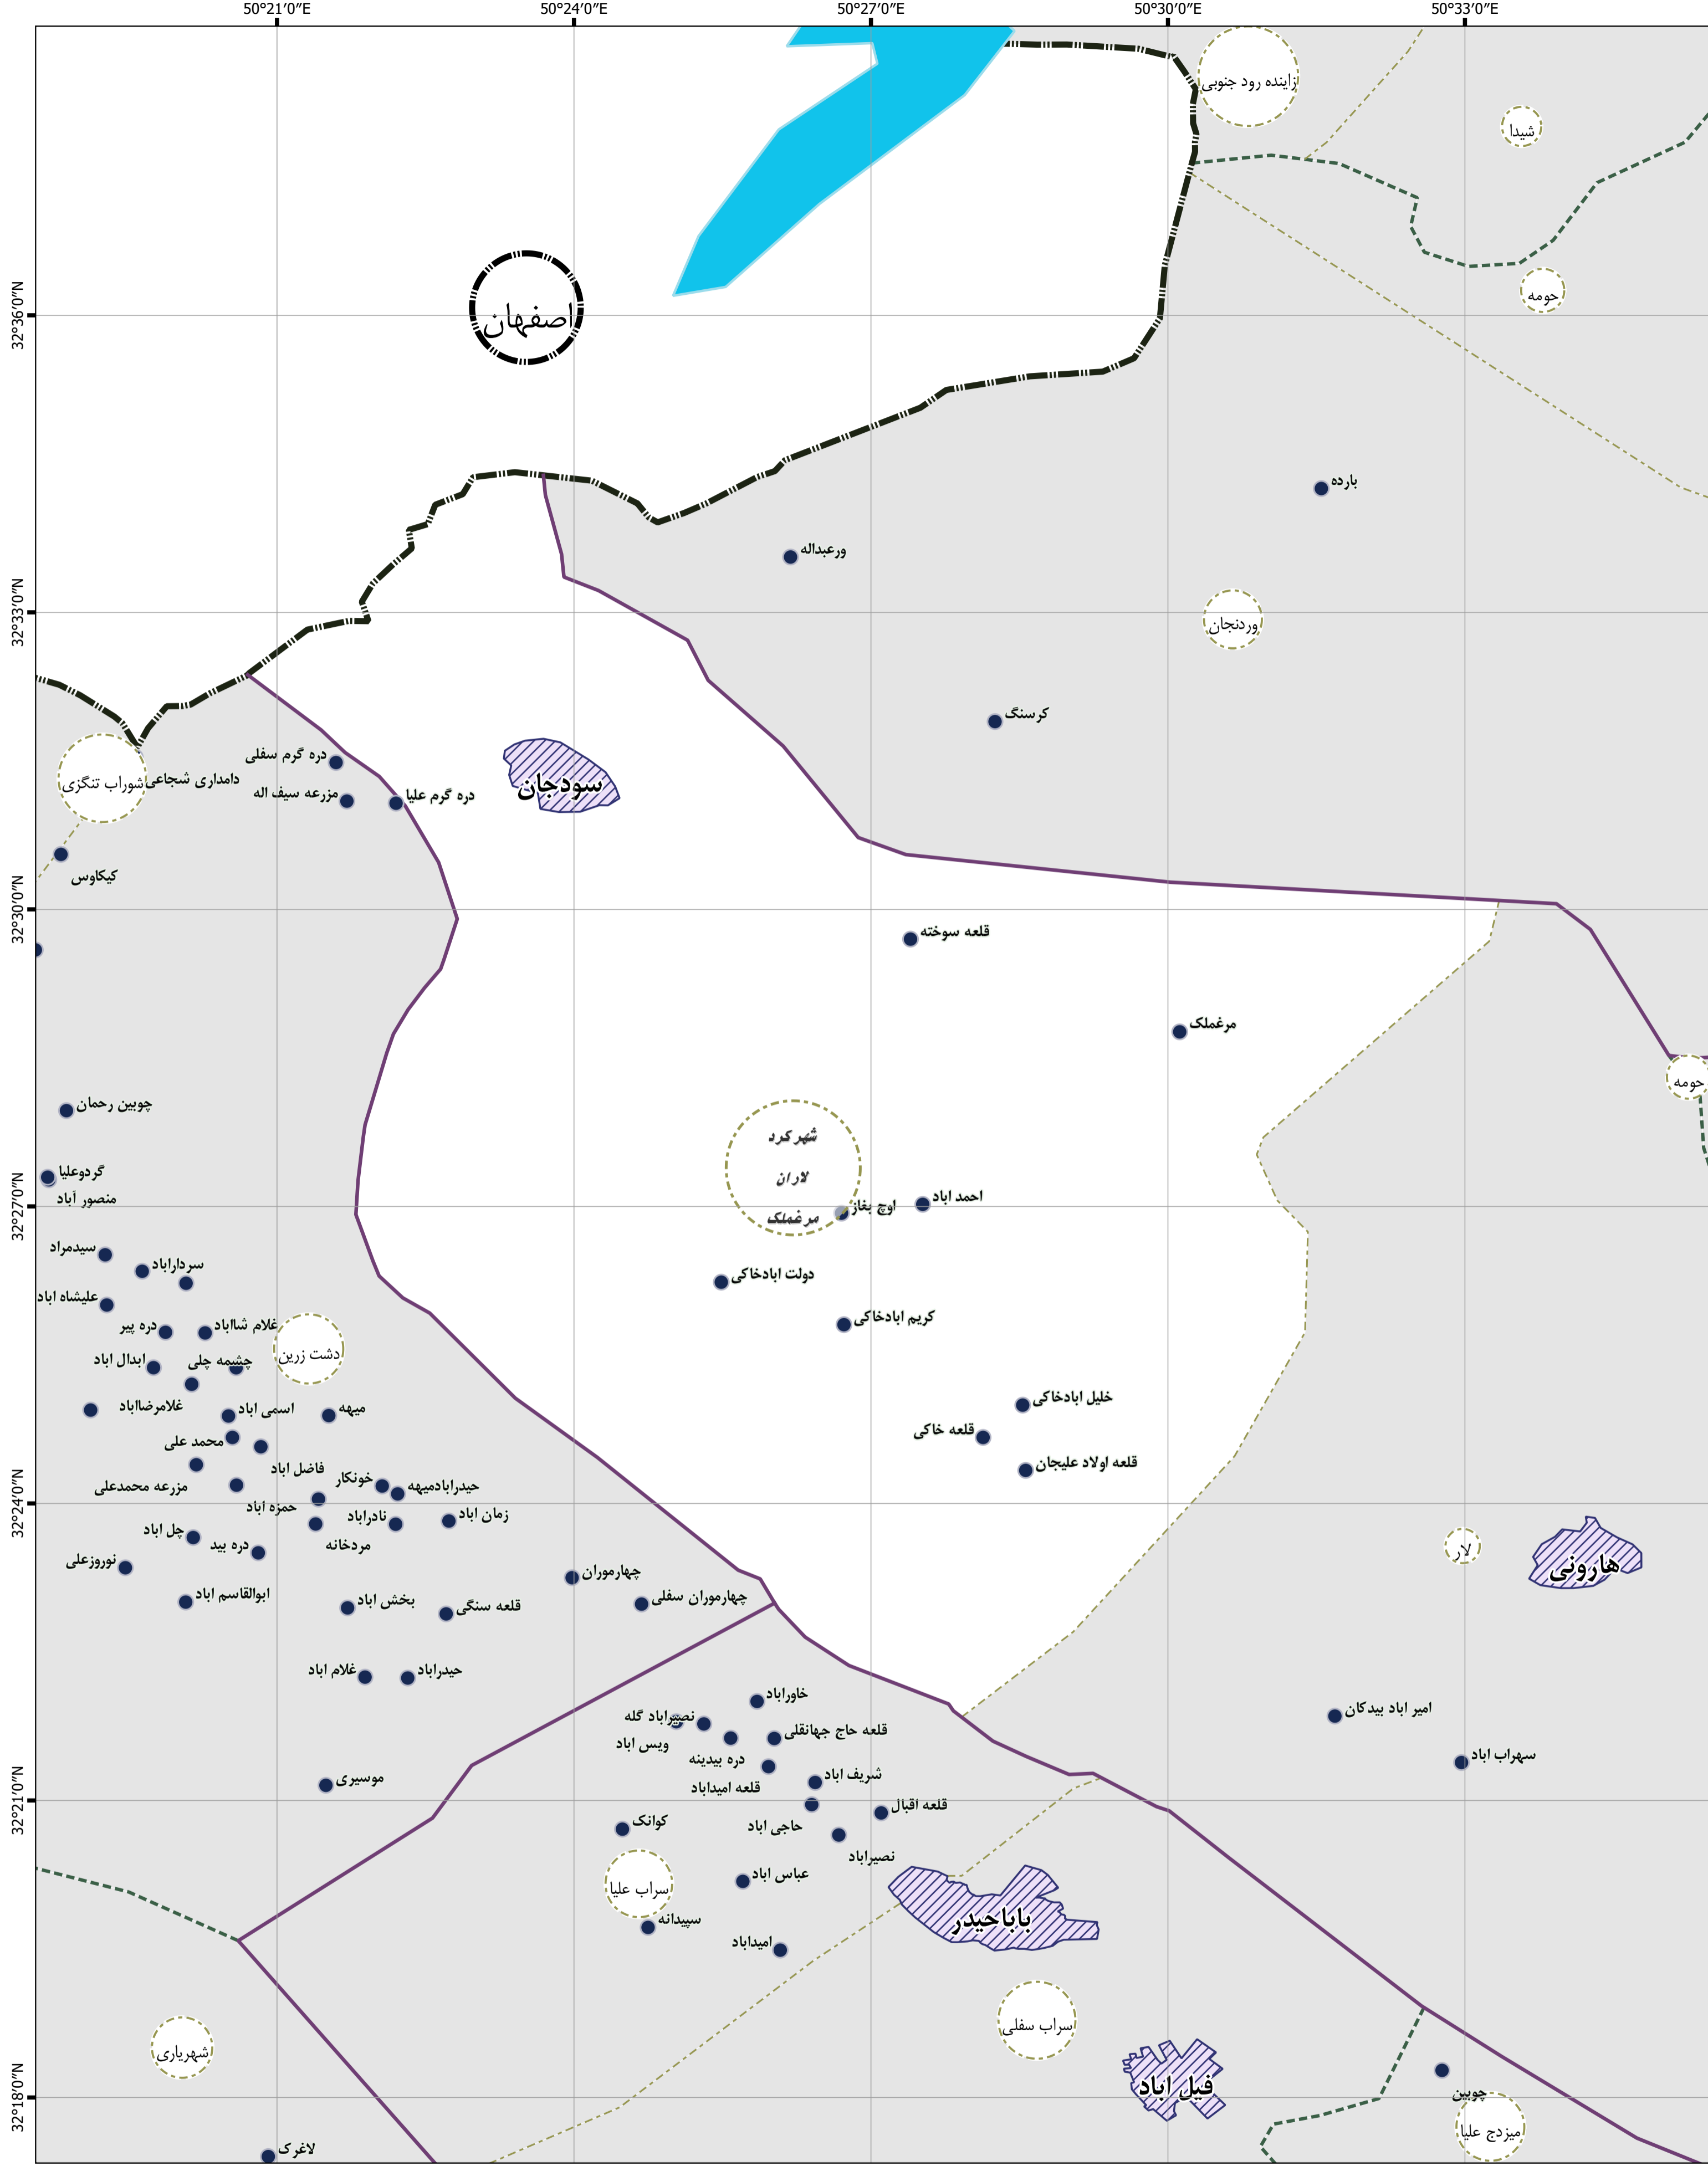 50°21'0"E
50°24'0"E
50°27'0"E
50°30'0"E
50°33'0"E
زاینده رود جنوبی
شیدا
حومه
اصفهان
32°36'0"N
بارده
ورعبداله
32°33'0"N
وردنجان
کرسنگ
دره گرم سفلی
شوراب تنگزی
دامداری شجاعی
سودجان
مزرعه سیف اله
دره گرم علیا
کیکاوس
32°30'0"N
قلعه سوخته
مرغملک
حومه
چوبین رحمان
شهرکرد
لاران
مرغملک
گردوعلیا
منصور آباد
32°27'0"N
اوچ بغاز
احمد اباد
سیدمراد
سرداراباد
دولت ابادخاکی
علیشاه اباد
کریم ابادخاکی
دره پیر
غلام شااباد
دشت زرین
ابدال اباد
چشمه چلی
خلیل ابادخاکی
غلامرضااباد
اسمی اباد
میهه
قلعه خاکی
محمد علی
قلعه اولاد علیجان
فاضل اباد
مزرعه محمدعلی
خونکار
حیدرابادمیهه
32°24'0"N
حمزه اباد
نادراباد
زمان اباد
چل اباد
دره بید
مردخانه
لار
هارونی
نوروزعلی
چهارموران
ابوالقاسم اباد
بخش اباد
قلعه سنگی
چهارموران سفلی
غلام اباد
حیدراباد
خاوراباد
امیر اباد بیدکان
نصیراباد گله
قلعه حاج جهانقلی
ویس اباد
دره بیدینه
سهراب اباد
موسیری
قلعه امیداباد
شریف اباد
32°21'0"N
قلعه اقبال
کوانک
حاجی اباد
نصیراباد
عباس اباد
سراب علیا
سپیدانه
باباحیدر
امیداباد
سراب سفلی
شهریاری
فیل اباد
چوبین
32°18'0"N
میزدج علیا
لاغرک